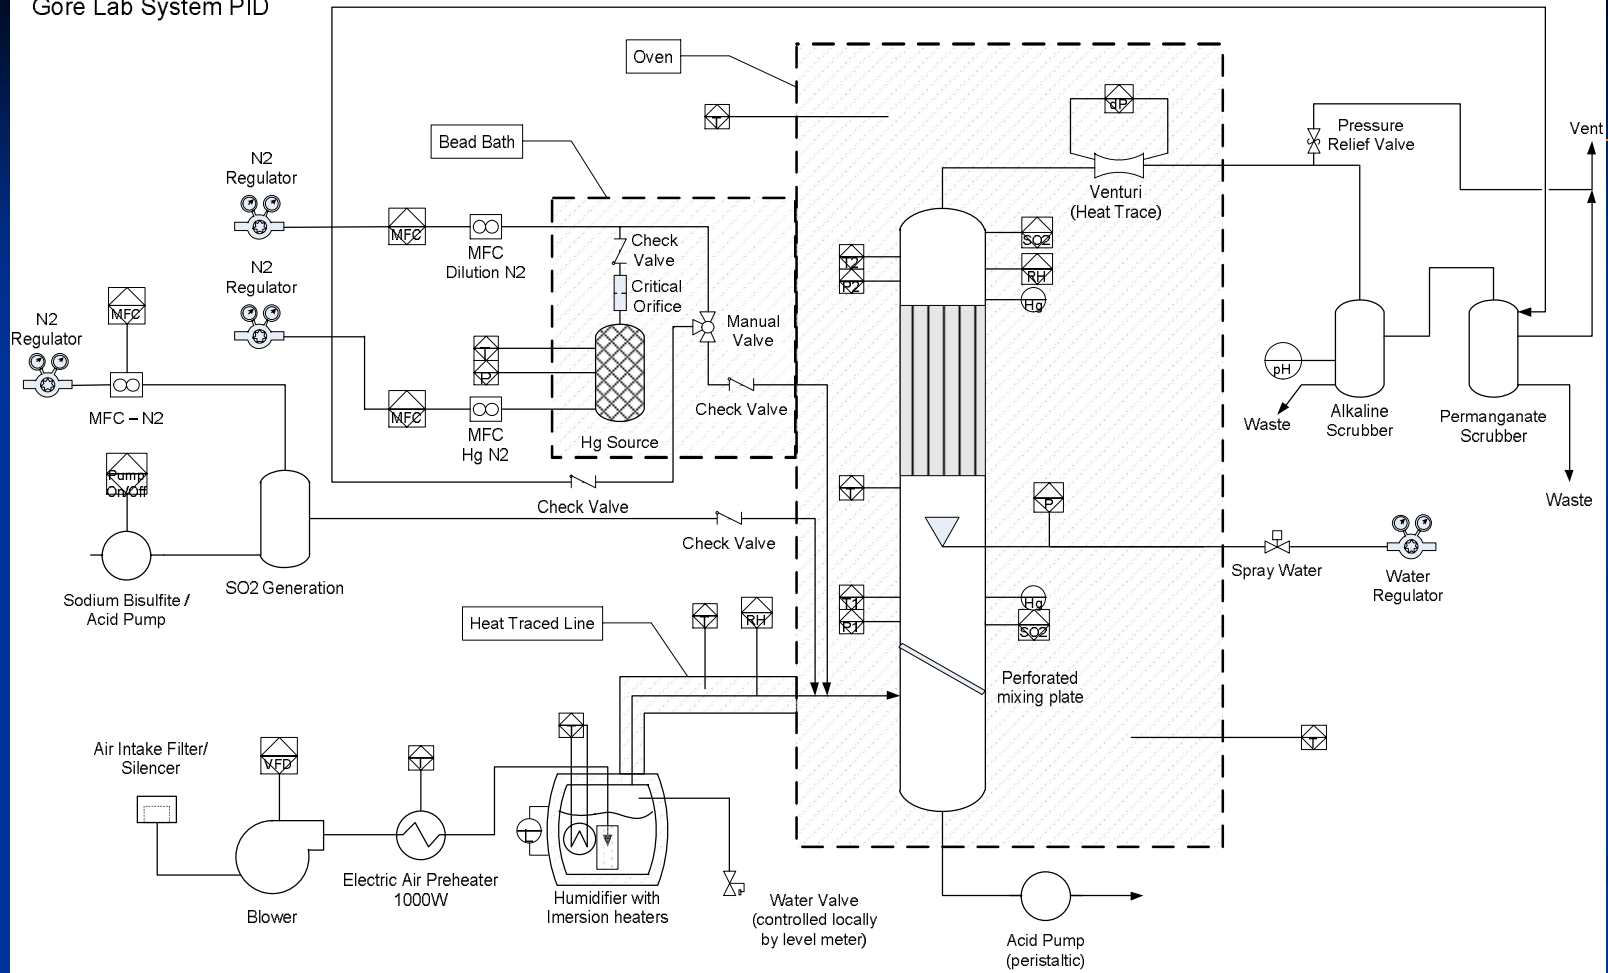 Gore Lab System PID
Oven
T
dP
Pressure
Relief Valve
Vent
Bead Bath
N2
Regulator
Venturi
(Heat Trace)
MFC
MFC
Dilution N2
Check
Valve
SO2
T2
P2
RH
Hg
N2
Regulator
Critical
Orifice
MFC
N2
Regulator
Manual
Valve
T
P
pH
MFC – N2
MFC
MFC
Hg N2
Hg Source
Check Valve
Waste
Alkaline
Scrubber
Permanganate
Scrubber
Pump
On/Off
Check Valve
T
P
Waste
Check Valve
SO2 Generation
Sodium Bisulfite /
Acid Pump
Spray Water
Water
Regulator
Heat Traced Line
T
RH
T1
P1
Hg
SO2
Perforated
mixing plate
T
Air Intake Filter/
Silencer
VFD
T
T
L
Electric Air Preheater
1000W
Blower
Humidifier with
Imersion heaters
Water Valve
(controlled locally
by level meter)
Acid Pump
(peristaltic)